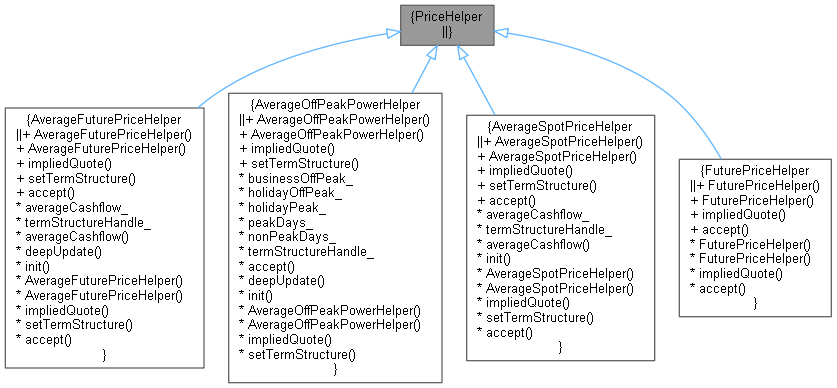 {PriceHelper
||}
{AverageFuturePriceHelper
||+ AverageFuturePriceHelper()
+ AverageFuturePriceHelper()
+ impliedQuote()
+ setTermStructure()
+ accept()
* averageCashflow_
* termStructureHandle_
* averageCashflow()
* deepUpdate()
* init()
* AverageFuturePriceHelper()
* AverageFuturePriceHelper()
* impliedQuote()
* setTermStructure()
* accept()
}
{AverageOffPeakPowerHelper
||+ AverageOffPeakPowerHelper()
+ AverageOffPeakPowerHelper()
+ impliedQuote()
+ setTermStructure()
* businessOffPeak_
* holidayOffPeak_
* holidayPeak_
* peakDays_
* nonPeakDays_
* termStructureHandle_
* accept()
* deepUpdate()
* init()
* AverageOffPeakPowerHelper()
* AverageOffPeakPowerHelper()
* impliedQuote()
* setTermStructure()
}
{AverageSpotPriceHelper
||+ AverageSpotPriceHelper()
+ AverageSpotPriceHelper()
+ impliedQuote()
+ setTermStructure()
+ accept()
* averageCashflow_
* termStructureHandle_
* averageCashflow()
* init()
* AverageSpotPriceHelper()
* AverageSpotPriceHelper()
* impliedQuote()
* setTermStructure()
* accept()
}
{FuturePriceHelper
||+ FuturePriceHelper()
+ FuturePriceHelper()
+ impliedQuote()
+ accept()
* FuturePriceHelper()
* FuturePriceHelper()
* impliedQuote()
* accept()
}